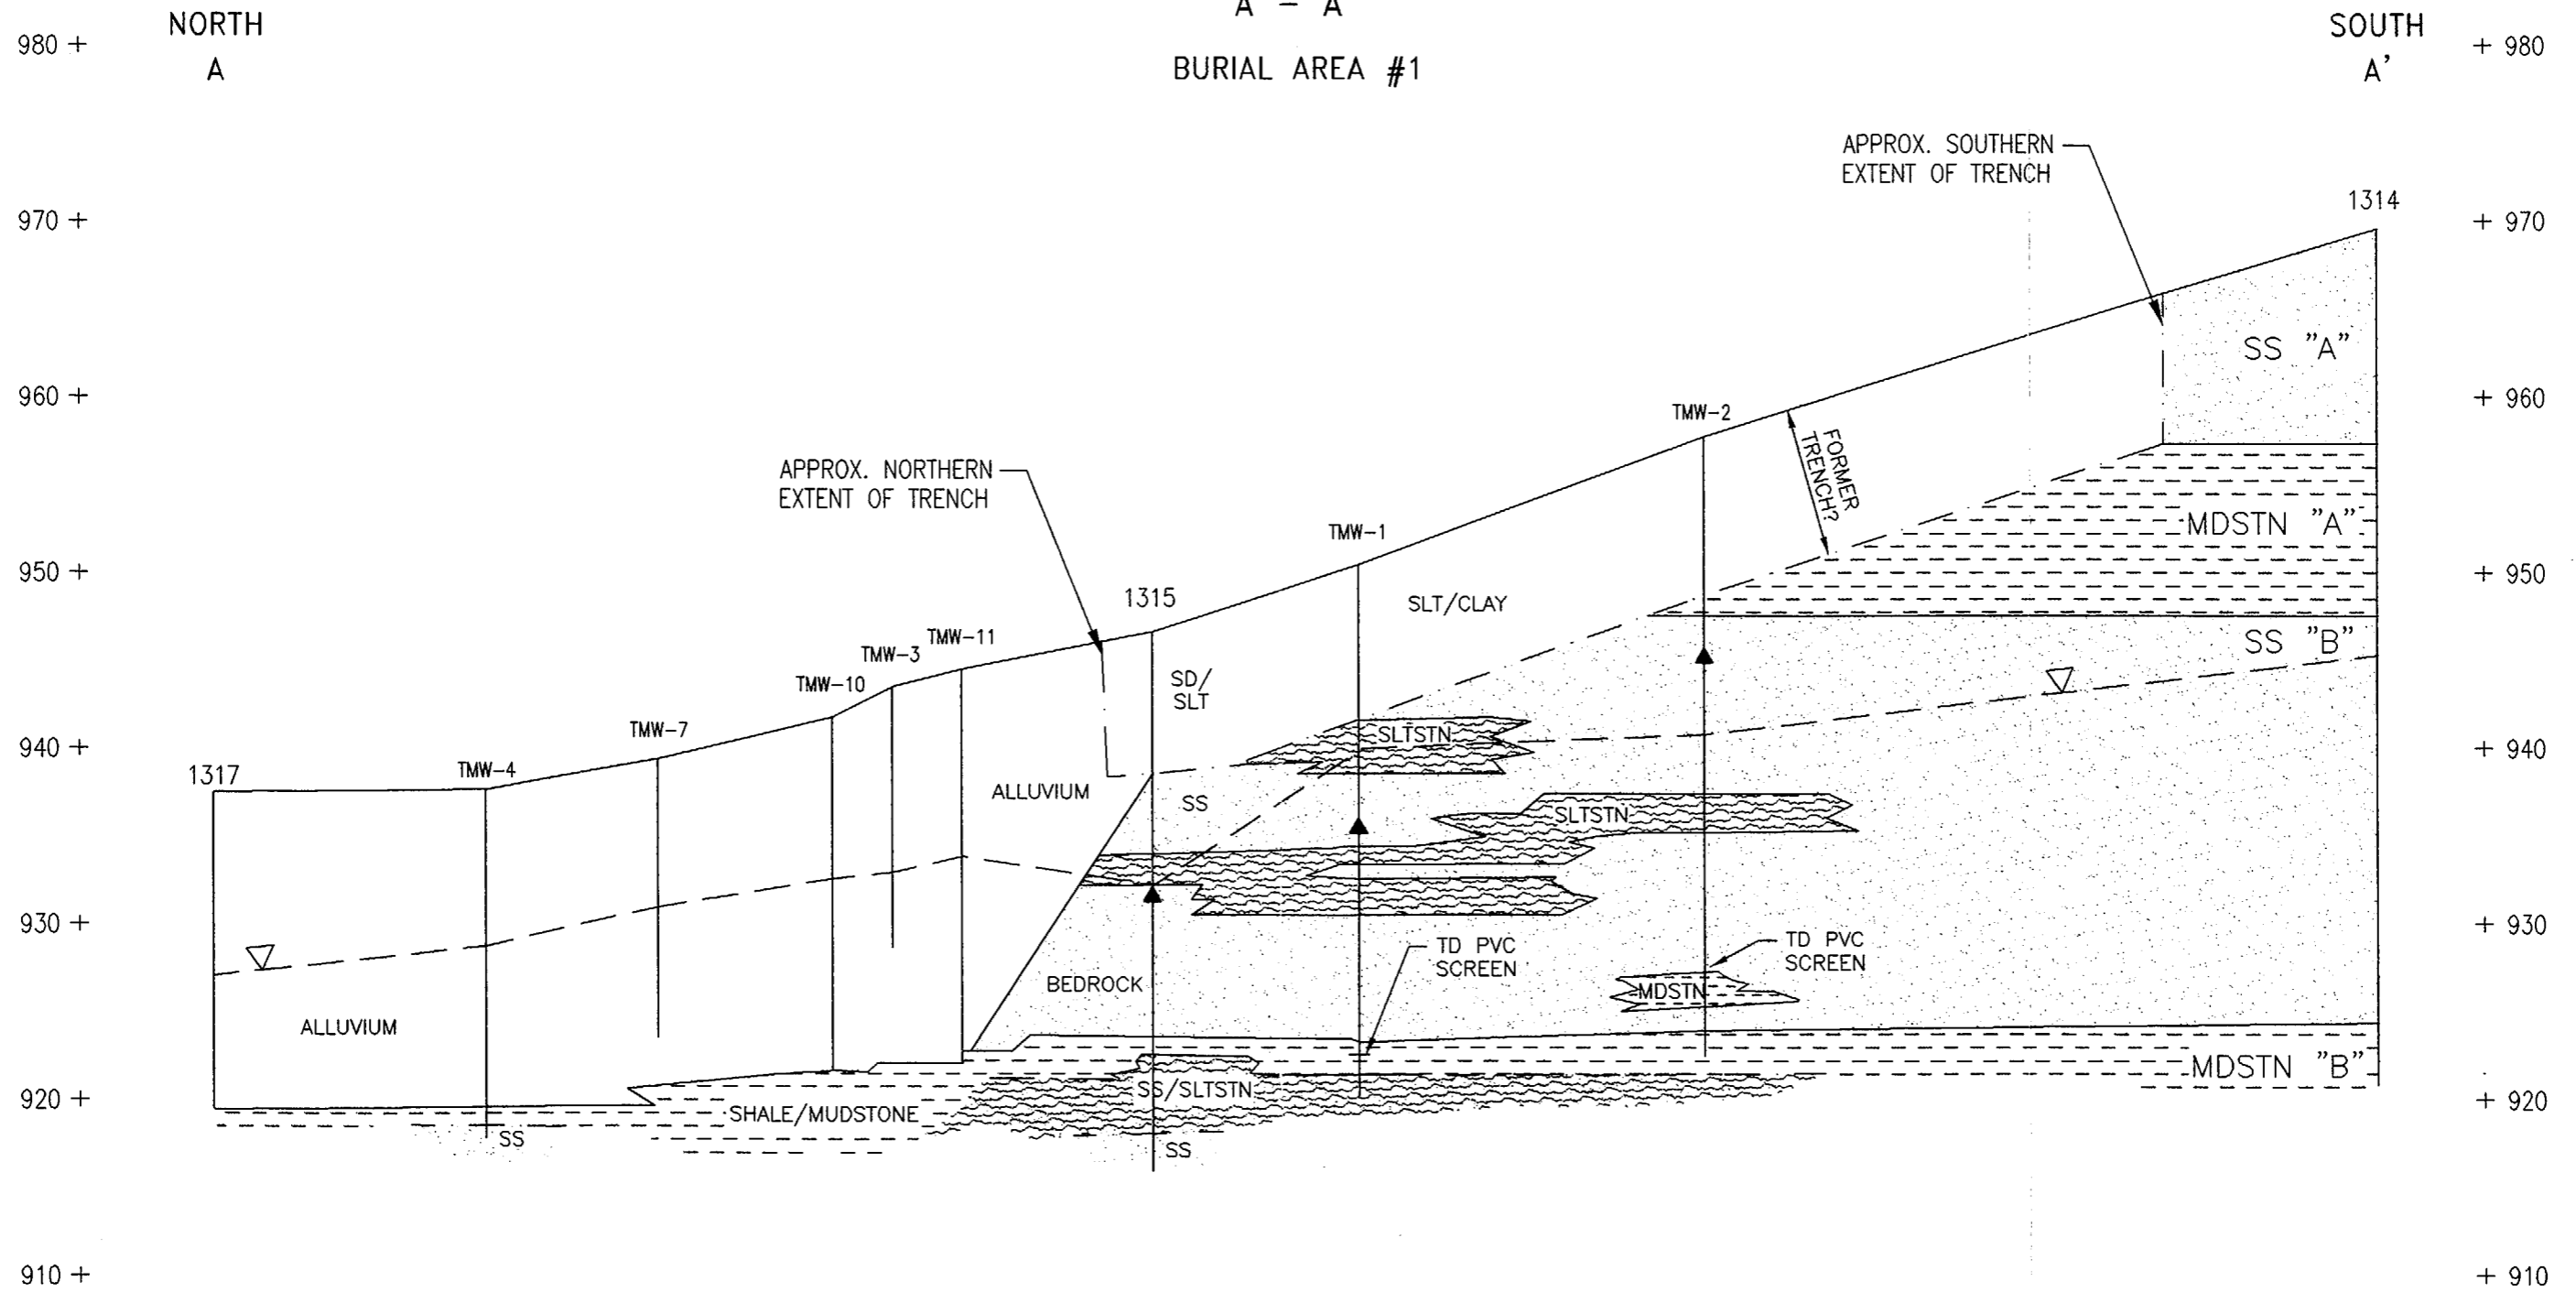 A - A'
NORTH
A
BURIAL AREA #1
SOUTH
A'
980 +
+ 980
970 +
+ 970
960 +
+ 960
950 +
+ 950
940 +
+ 940
930 +
+ 930
920 +
+ 920
910 +
+ 910
APPROX. SOUTHERN
EXTENT OF TRENCH
1314
SS "A"
TMW-2
FORMER
TRENCH?
APPROX. NORTHERN
EXTENT OF TRENCH
MDSTN "A"
TMW-1
1315
SLT/CLAY
TMW-11
TMW-3
SS "B"
TMW-10
SD/
SLT
TMW-7
SLTSTN
1317
TMW-4
ALLUVIUM
SS
SLTSTN
TD PVC
SCREEN
TD PVC
SCREEN
BEDROCK
MDSTN
ALLUVIUM
MDSTN "B"
SS/SLTSTN
SHALE/MUDSTONE
SS
SS